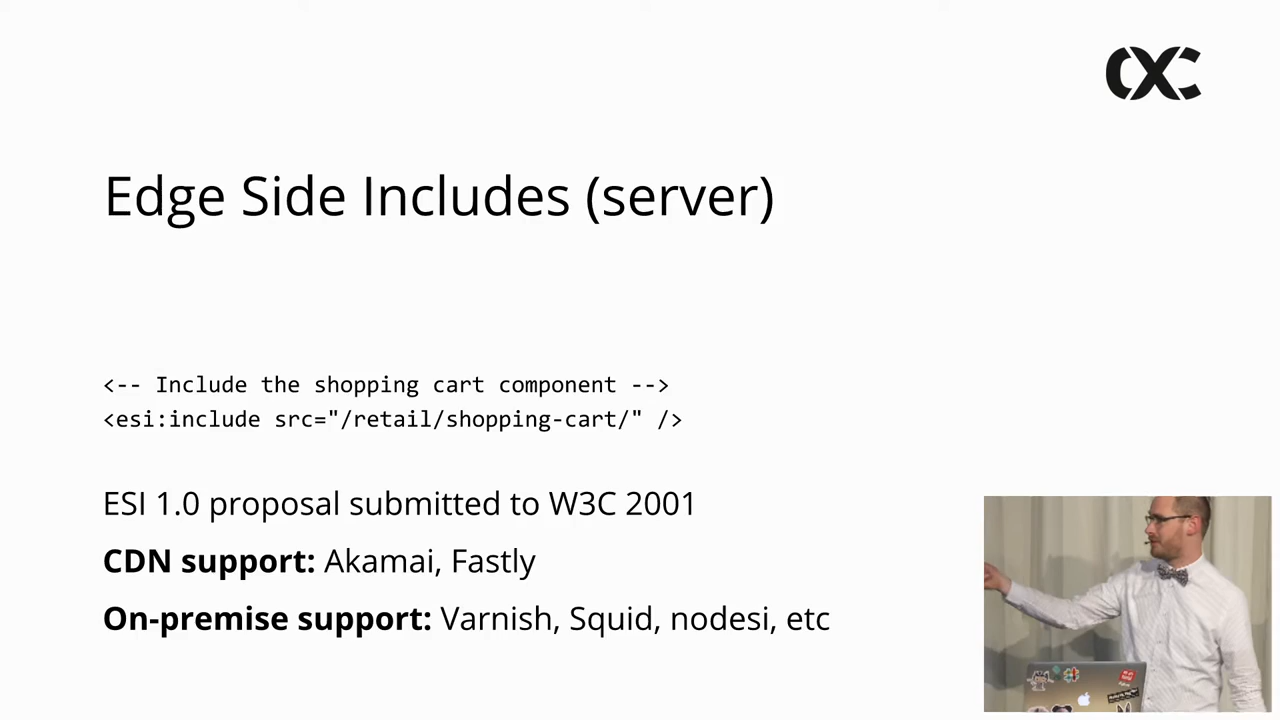 CXC
Edge Side Includes (server)
<-- Include the shopping cart component -->
<esi:include src="/retail/shopping-cart/" />
ESI 1.0 proposal submitted to W3C 2001
CDN support: Akamai, Fastly
On-premise support: Varnish, Squid, nodesi, etc